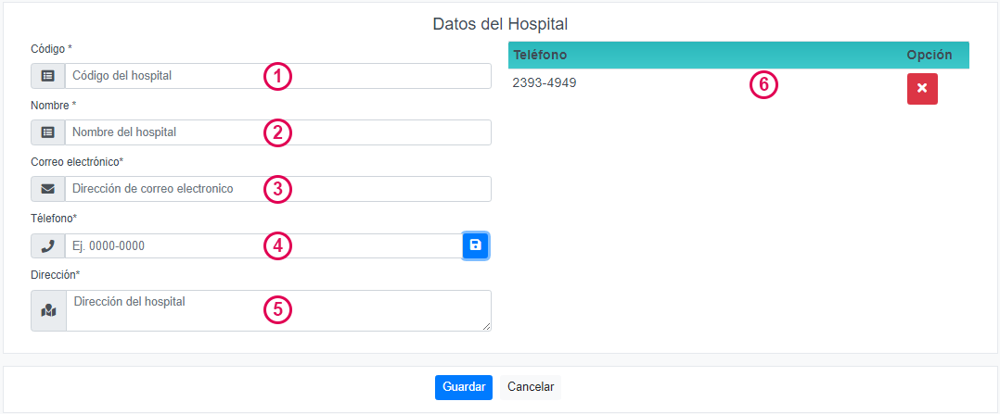 Datos del Hospital
Código *
Código del hospital
1
Nombre *
Nombre del hospital
2
Correo electrónico*
Dirección de correo electronico
3
Télefono*
Ej. 0000-0000
4
Dirección*
Dirección del hospital
5
Teléfono Opción
2393-4949
6
Guardar Cancelar